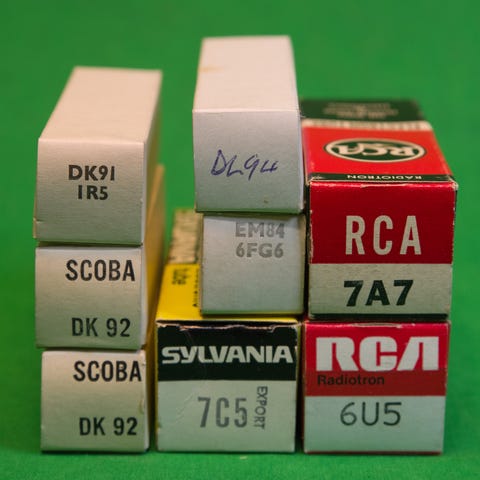 DK91
1R5
SCOBA
DK 92
SCOBA
DK 92
DL94
EM84
6FG6
SYLVANIA
7C5 EXPORT
RCA
RADIOTRON
RCA
7A7
RCA
Radiotron
6U5